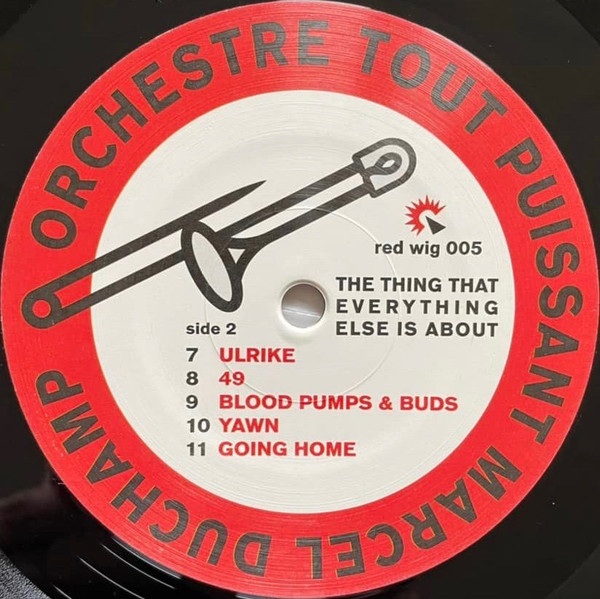 ORCHESTRE TOUT PUISSANT MARCEL DUCHAMP
red wig 005
THE THING THAT
EVERYTHING
ELSE IS ABOUT
side 2
7 ULRIKE
8 49
9 BLOOD PUMPS & BUDS
10 YAWN
11 GOING HOME